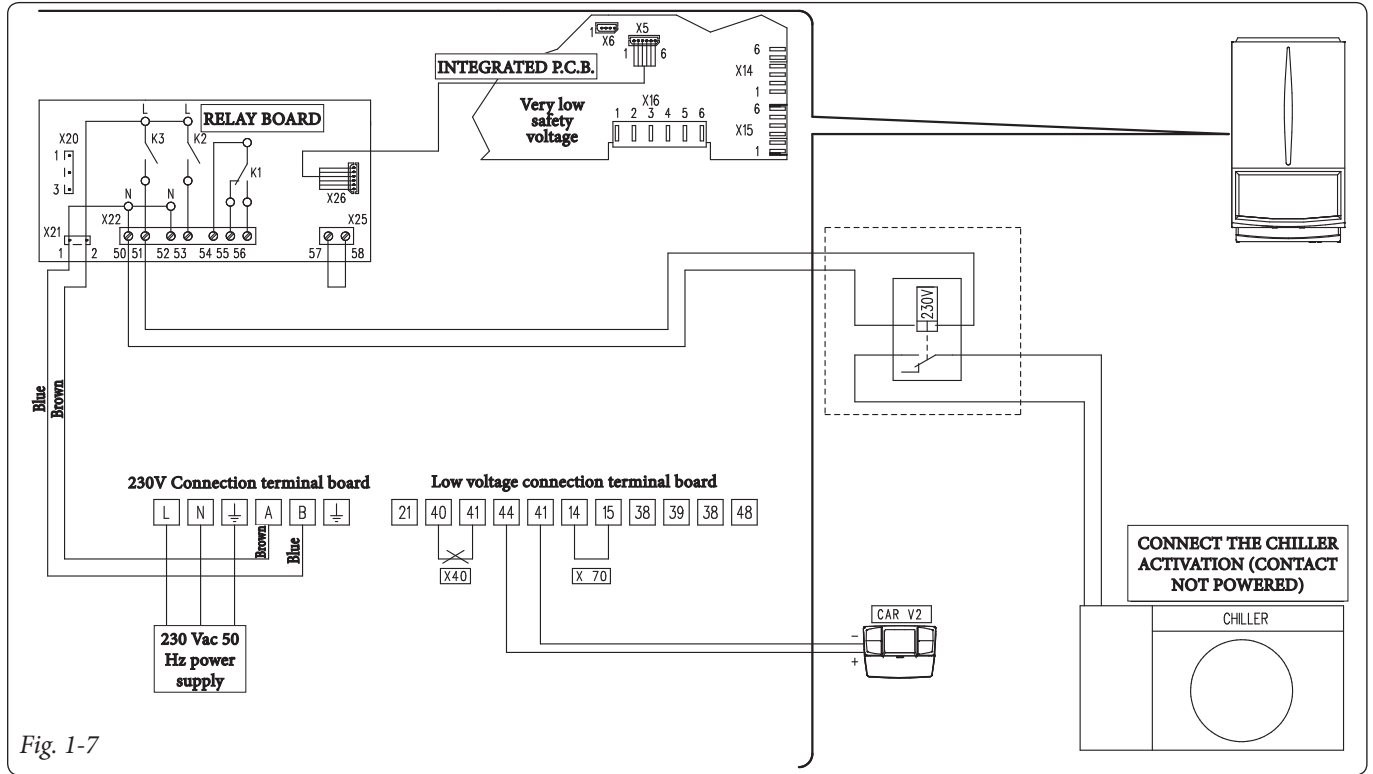 X5
1
X6
1
6
INTEGRATED P.C.B.
6
X14
1
6
X15
1
Very low
safety
voltage
X16
1 2 3 4 5 6
RELAY BOARD
L
L
K3
K2
K1
X20
1
3
N
N
X26
X22
X25
X21
1
2
50 51 52 53 54 55 56
57
58
230V
Blue
Brown
230V Connection terminal board
L N A B
Brown
Blue
230 Vac 50
Hz power
supply
Low voltage connection terminal board
21 40 41 44 41 14 15 38 39 38 48
X40
X 70
CAR V2
-
+
CONNECT THE CHILLER
ACTIVATION (CONTACT
NOT POWERED)
CHILLER
Fig. 1-7